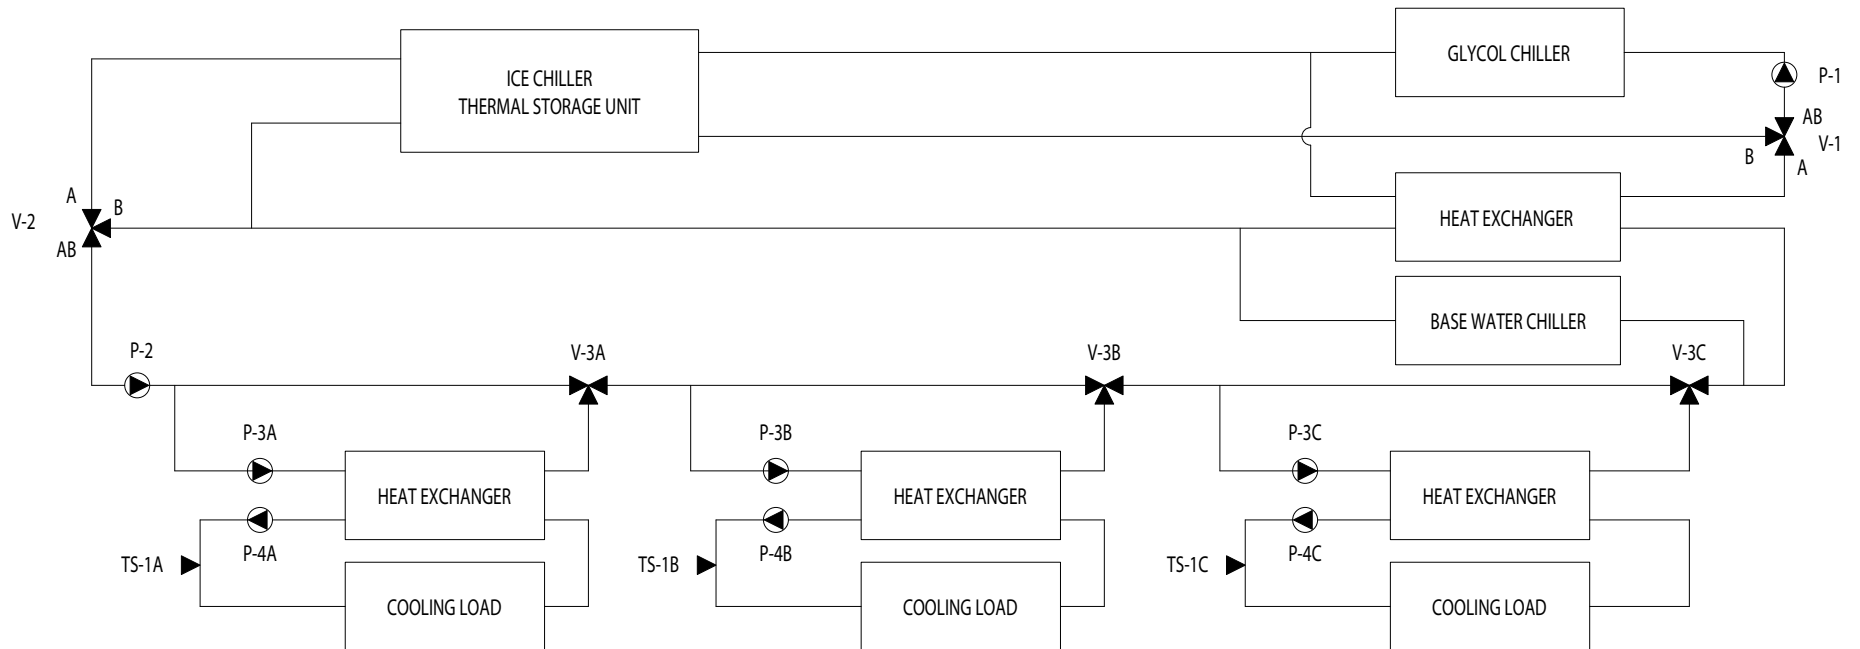 GLYCOL CHILLER
ICE CHILLER
THERMAL STORAGE UNIT
P-1
AB
V-1
B
A
A
B
V-2
AB
HEAT EXCHANGER
BASE WATER CHILLER
P-2
V-3A
V-3B
V-3C
P-3A
P-3B
P-3C
HEAT EXCHANGER
HEAT EXCHANGER
HEAT EXCHANGER
P-4A
P-4B
P-4C
TS-1A
TS-1B
TS-1C
COOLING LOAD
COOLING LOAD
COOLING LOAD